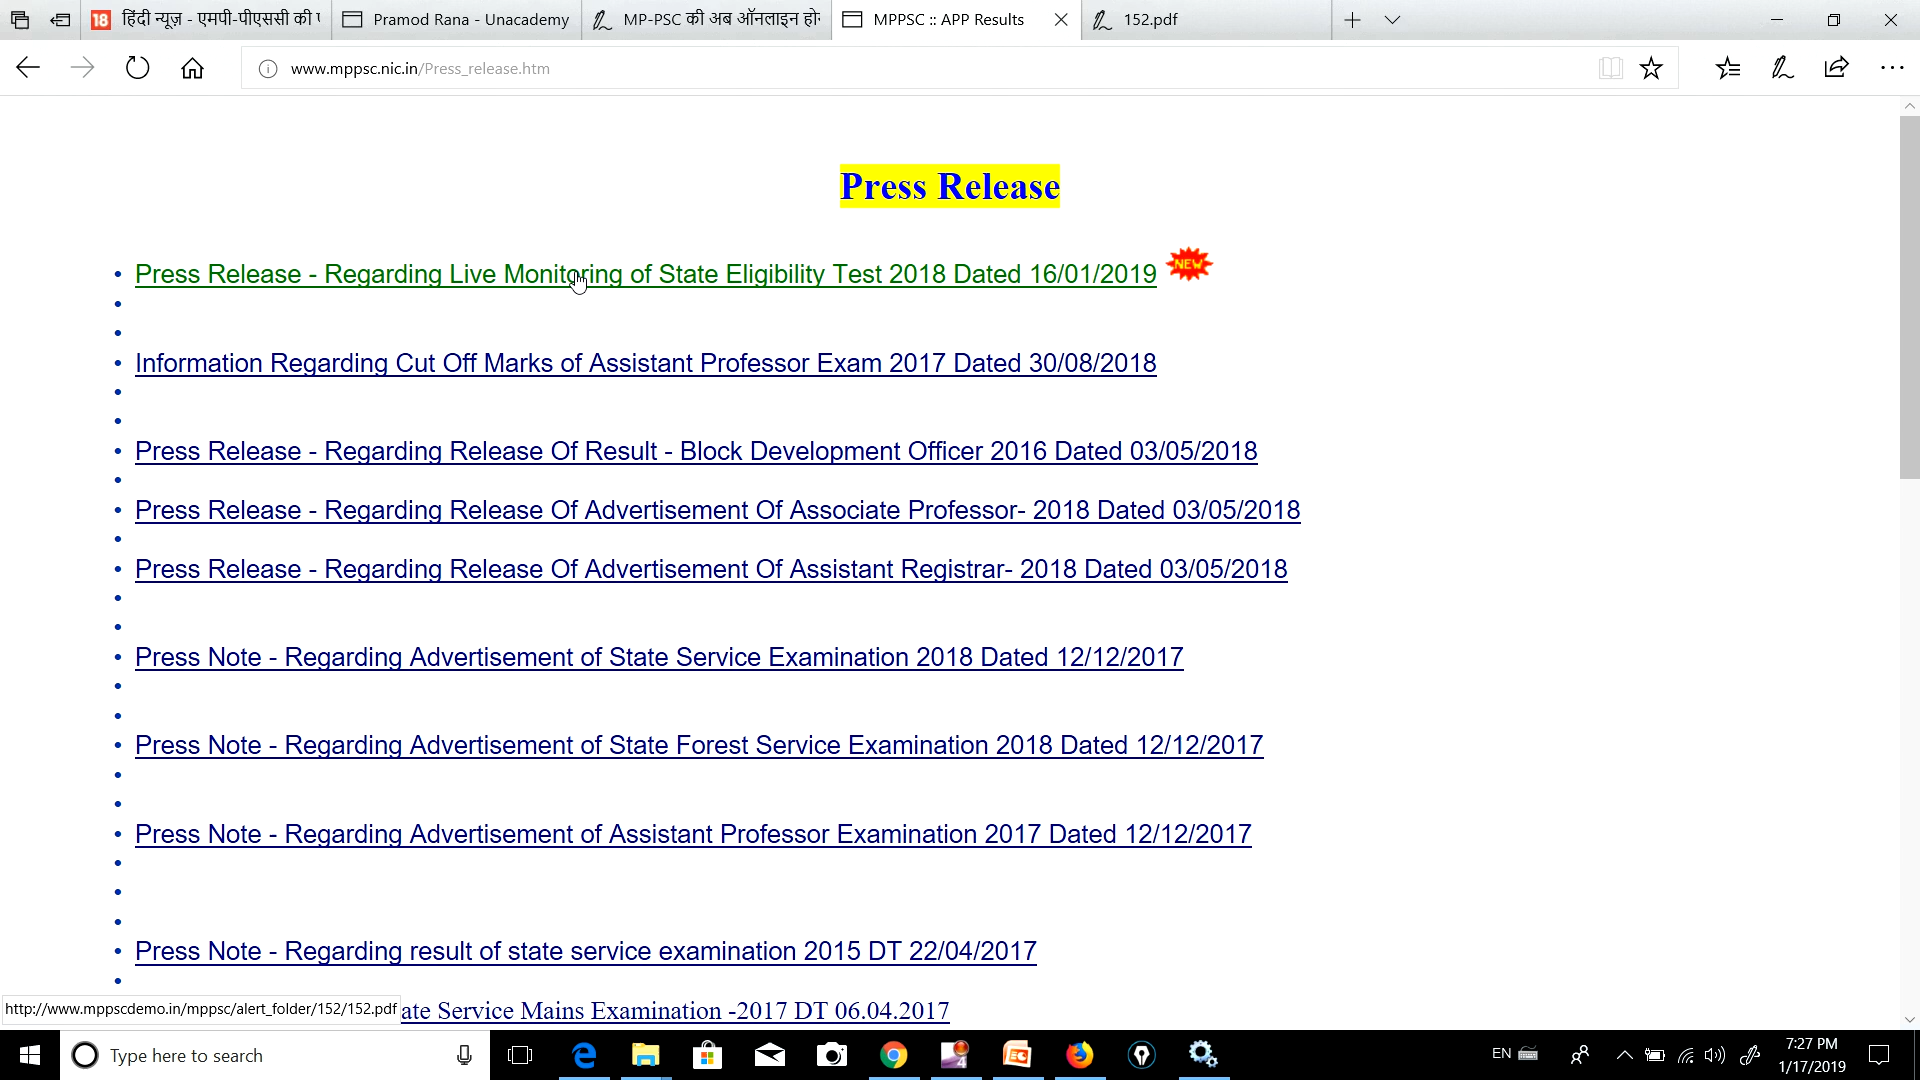 18 हिंदी न्यूज़ - एमपी-पीएससी की
Pramod Rana - Unacademy
MP-PSC की अब ऑनलाइन
MPPSC :: APP Results
152.pdf
www.mppsc.nic.in/Press_release.htm
Press Release
Press Release - Regarding Live Monitoring of State Eligibility Test 2018 Dated 16/01/2019 NEW
Information Regarding Cut Off Marks of Assistant Professor Exam 2017 Dated 30/08/2018
Press Release - Regarding Release Of Result - Block Development Officer 2016 Dated 03/05/2018
Press Release - Regarding Release Of Advertisement Of Associate Professor- 2018 Dated 03/05/2018
Press Release - Regarding Release Of Advertisement Of Assistant Registrar- 2018 Dated 03/05/2018
Press Note - Regarding Advertisement of State Service Examination 2018 Dated 12/12/2017
Press Note - Regarding Advertisement of State Forest Service Examination 2018 Dated 12/12/2017
Press Note - Regarding Advertisement of Assistant Professor Examination 2017 Dated 12/12/2017
Press Note - Regarding result of state service examination 2015 DT 22/04/2017
http://www.mppscdemo.in/mppsc/alert_folder/152/152.pdf
ate Service Mains Examination -2017 DT 06.04.2017
Type here to search
EN
7:27 PM
1/17/2019